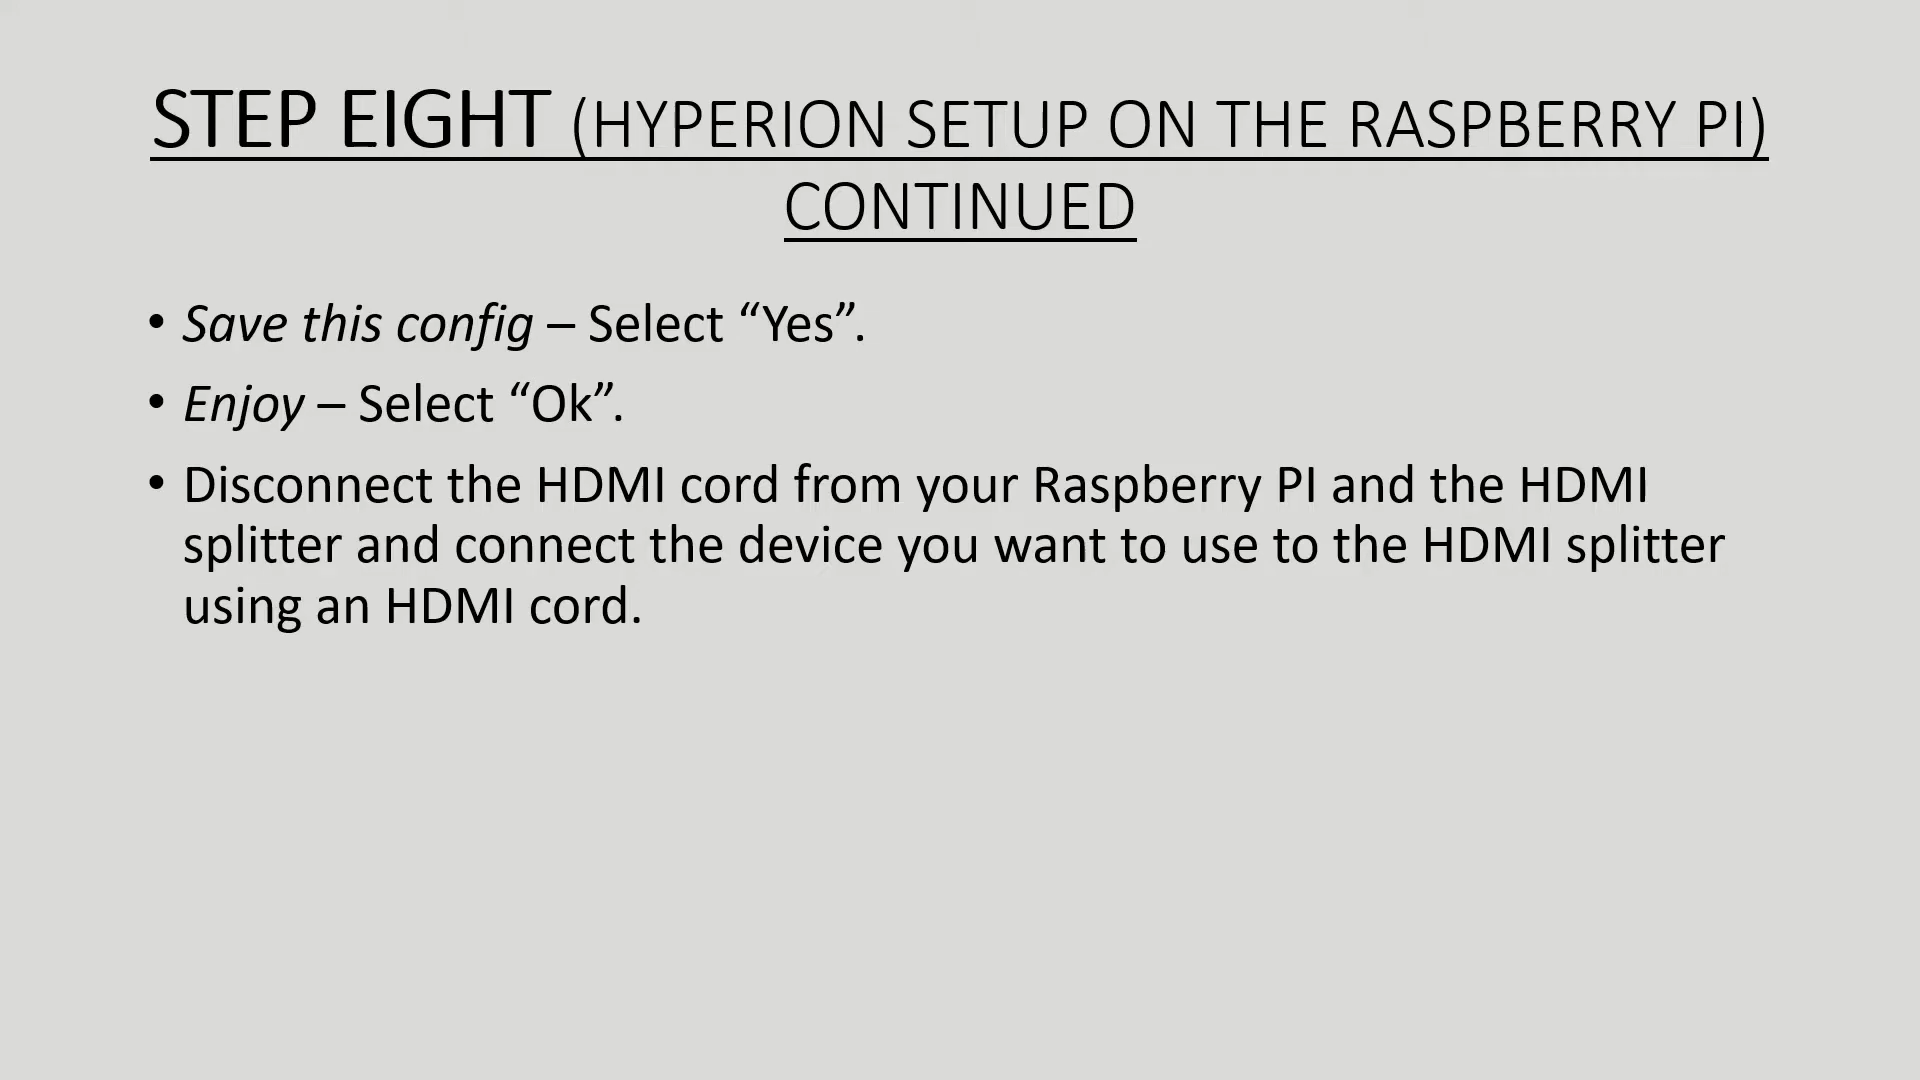 STEP EIGHT (HYPERION SETUP ON THE RASPBERRY PI)
CONTINUED
• Save this config – Select “Yes”.
• Enjoy – Select “Ok”.
• Disconnect the HDMI cord from your Raspberry PI and the HDMI
splitter and connect the device you want to use to the HDMI splitter
using an HDMI cord.